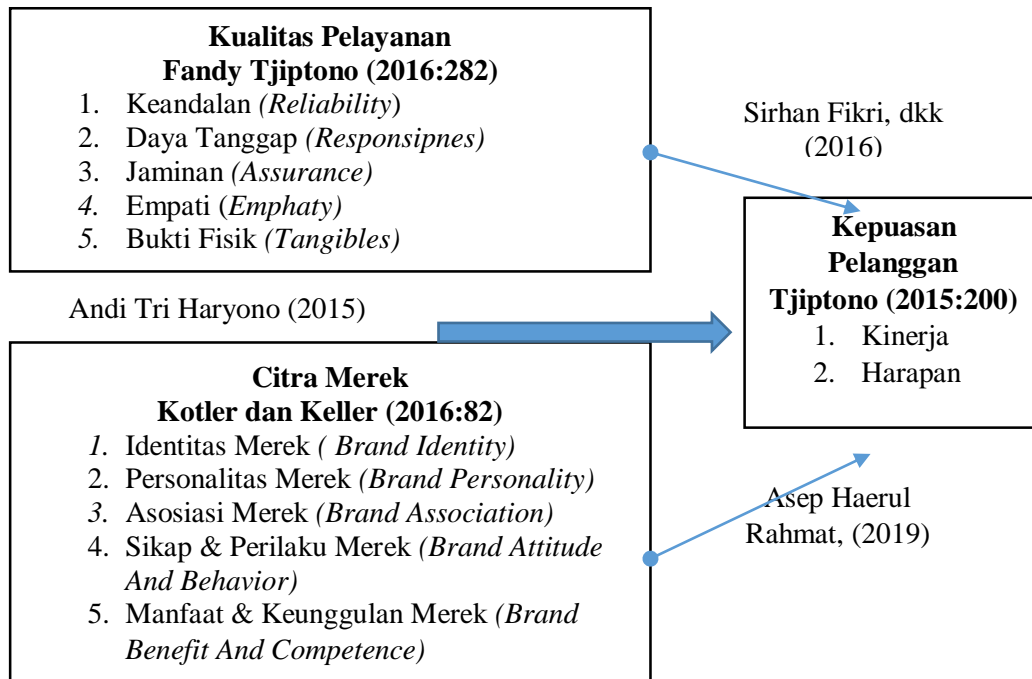 Kualitas Pelayanan
Fandy Tjiptono (2016:282)
1. Keandalan (Reliability)
2. Daya Tanggap (Responsipnes)
3. Jaminan (Assurance)
4. Empati (Emphaty)
5. Bukti Fisik (Tangibles)
Sirhan Fikri, dkk
(2016)
Kepuasan
Pelanggan
Tjiptono (2015:200)
1. Kinerja
2. Harapan
Andi Tri Haryono (2015)
Citra Merek
Kotler dan Keller (2016:82)
1. Identitas Merek ( Brand Identity)
2. Personalitas Merek (Brand Personality)
3. Asosiasi Merek (Brand Association)
4. Sikap & Perilaku Merek (Brand Attitude
And Behavior)
5. Manfaat & Keunggulan Merek (Brand
Benefit And Competence)
Asep Haerul
Rahmat, (2019)